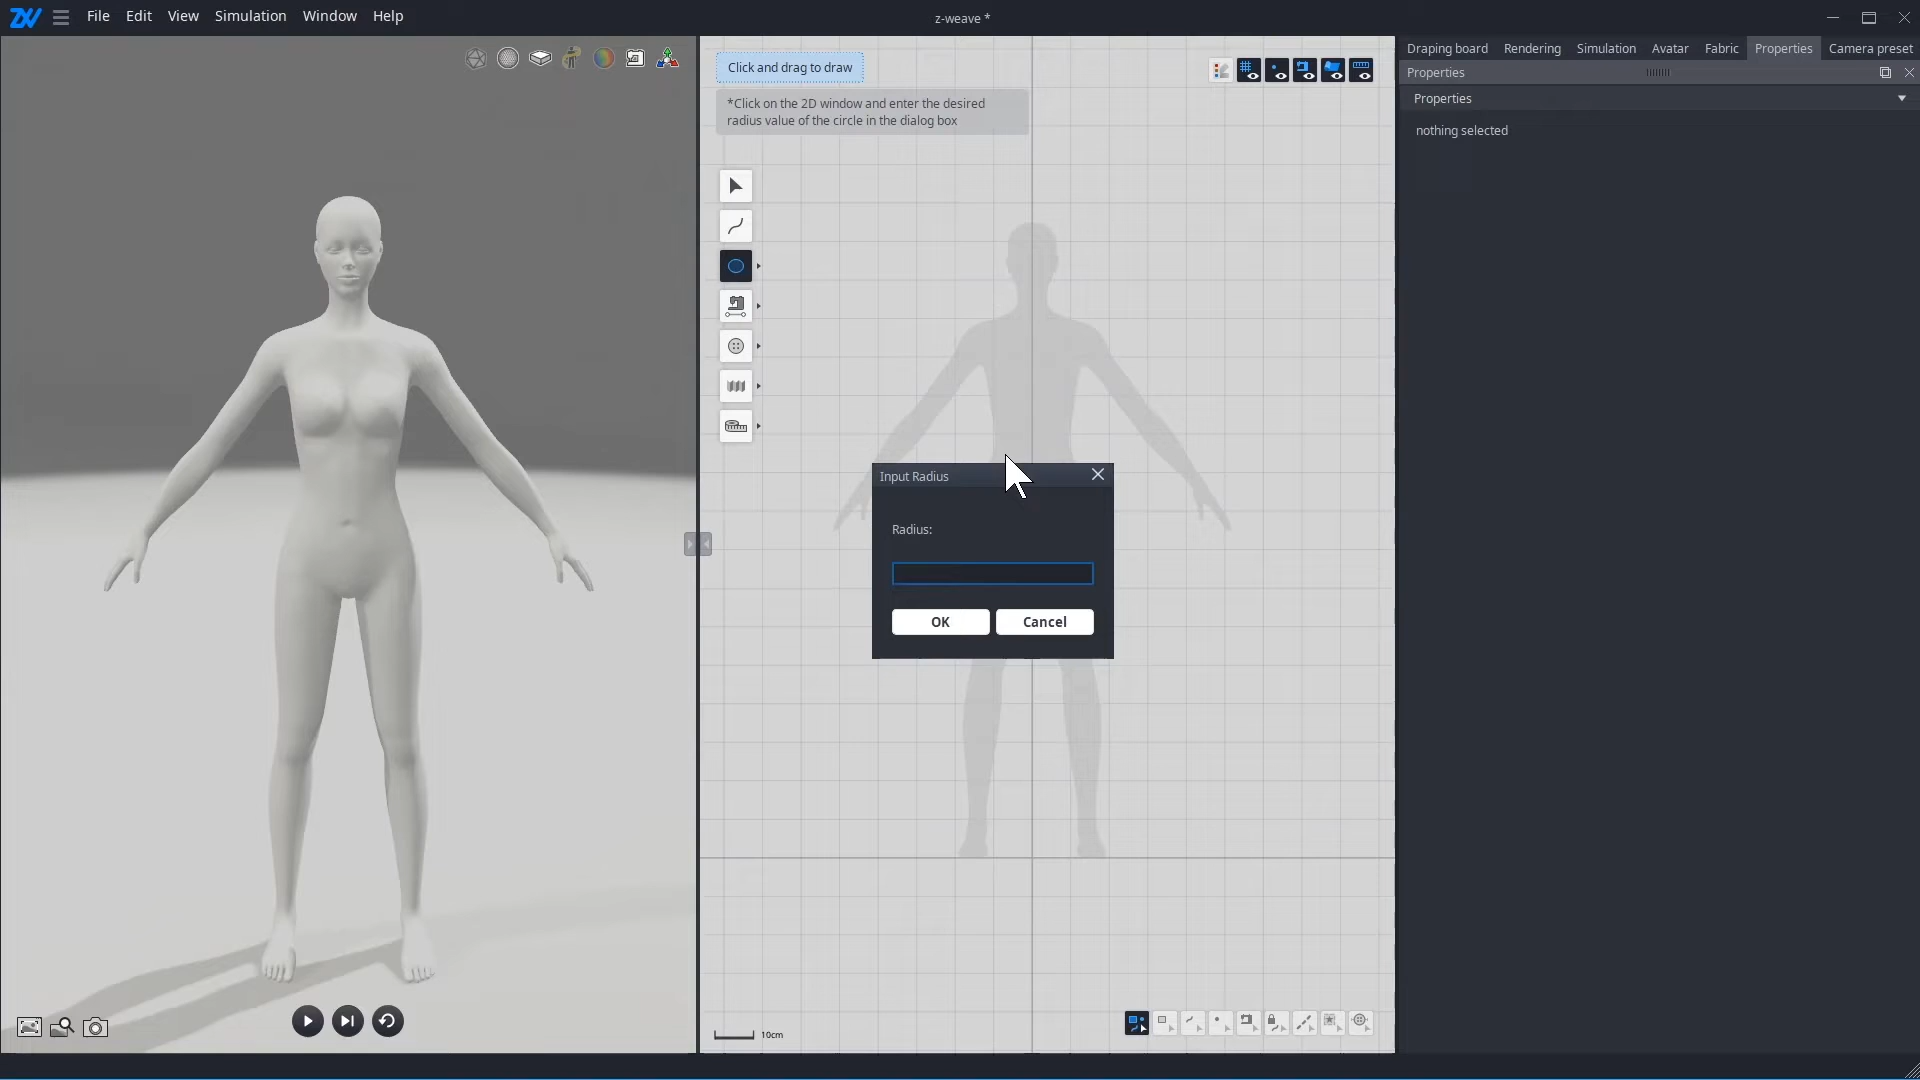 File Edit View Simulation Window Help
z-weave *
Click and drag to draw
*Click on the 2D window and enter the desired
radius value of the circle in the dialog box
Input Radius
Radius:
OK Cancel
10cm
Draping board Rendering Simulation Avatar Fabric Properties Camera preset
Properties
Properties
nothing selected